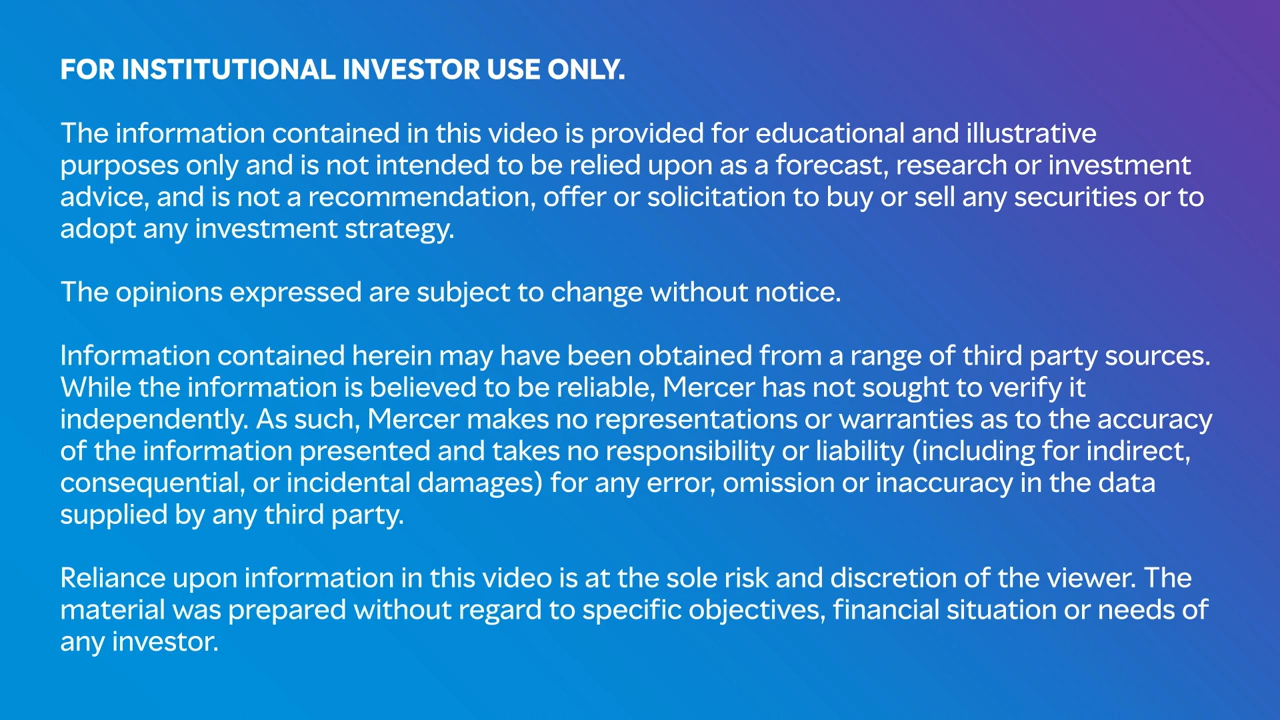 FOR INSTITUTIONAL INVESTOR USE ONLY.
The information contained in this video is provided for educational and illustrative
purposes only and is not intended to be relied upon as a forecast, research or investment
advice, and is not a recommendation, offer or solicitation to buy or sell any securities or to
adopt any investment strategy.
The opinions expressed are subject to change without notice.
Information contained herein may have been obtained from a range of third party sources.
While the information is believed to be reliable, Mercer has not sought to verify it
independently. As such, Mercer makes no representations or warranties as to the accuracy
of the information presented and takes no responsibility or liability (including for indirect,
consequential, or incidental damages) for any error, omission or inaccuracy in the data
supplied by any third party.
Reliance upon information in this video is at the sole risk and discretion of the viewer. The
material was prepared without regard to specific objectives, financial situation or needs of
any investor.